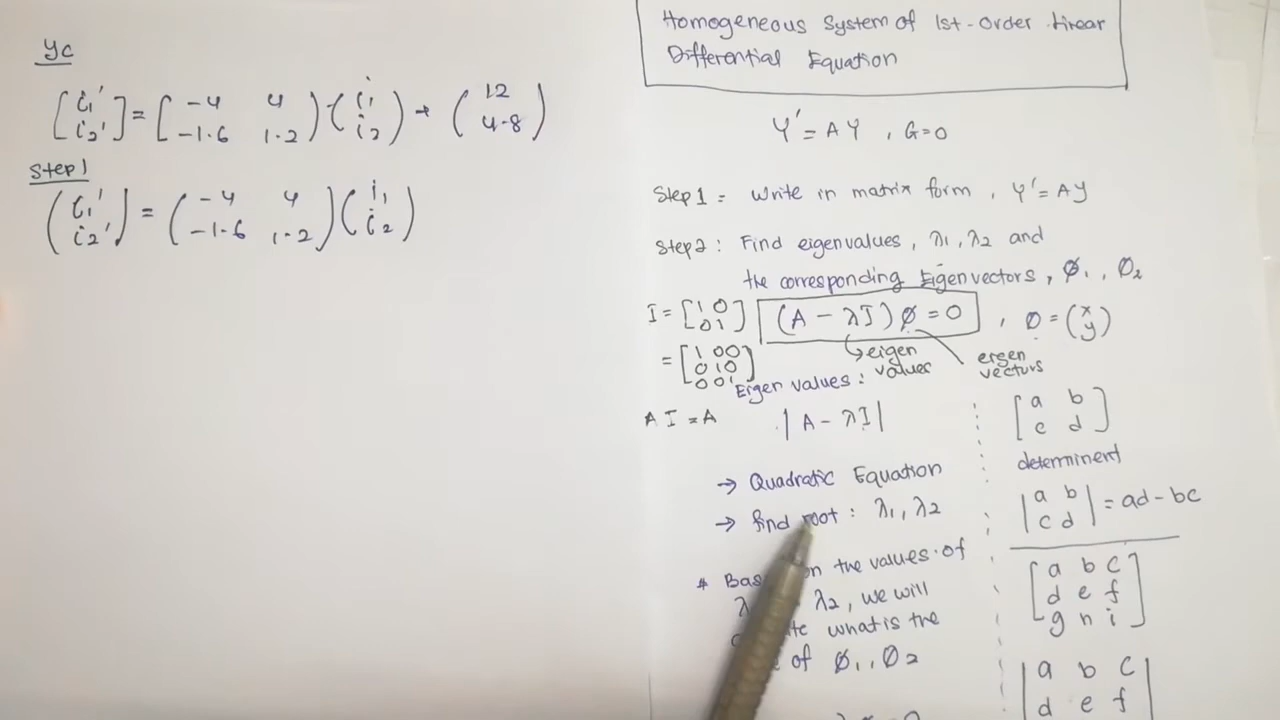 Yc
[i₁' i₂'] = [-4 4 -1.6 1.2) (i₁ i₂) + (12 4.8)
Step 1
(i₁' i₂') = (-4 4 -1.6 1.2) (i₁ i₂)
Homogeneous System of 1st-order linear
Differential Equation
Y' = AY , G=0
Step 1 = Write in matrix form , Y' = AY
Step 2 : Find eigenvalues, λ₁, λ₂ and
the corresponding Eigenvectors, Ø₁, Ø₂
I = [1 0 0 1]
(A - λI) Ø = 0 , Ø = (x y)
= [1 0 0 0 1 0 0 0 1]
eigen values
eigen vectors
Eigen values :
A I = A
|A - λI|
→ Quadratic Equation
→ find root : λ₁, λ₂
* on the values of
λ₂, we will
what is the
of Ø₁, Ø₂
[a b c d]
determinent
|a b c d| = ad - bc
[a b c d e f g h i]
|a b c
d e f|